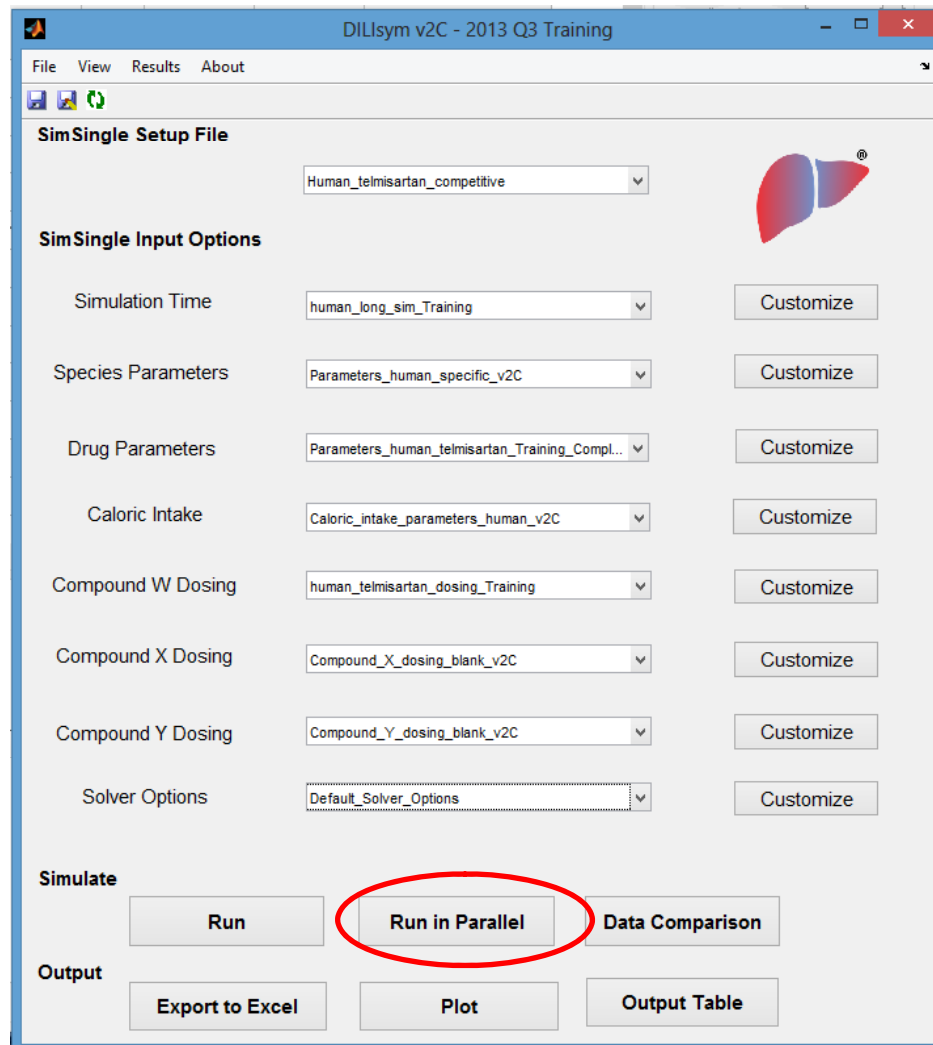 DILIsym v2C - 2013 Q3 Training
File View Results About
SimSingle Setup File
®
Human_telmisartan_competitive
SimSingle Input Options
Simulation Time human_long_sim_Training Customize
Species Parameters Parameters_human_specific_v2C Customize
Drug Parameters Parameters_human_telmisartan_Training_Compl... Customize
Caloric Intake Caloric_intake_parameters_human_v2C Customize
Compound W Dosing human_telmisartan_dosing_Training Customize
Compound X Dosing Compound_X_dosing_blank_v2C Customize
Compound Y Dosing Compound_Y_dosing_blank_v2C Customize
Solver Options Default_Solver_Options Customize
Simulate
Run Run in Parallel Data Comparison
Output
Export to Excel Plot Output Table